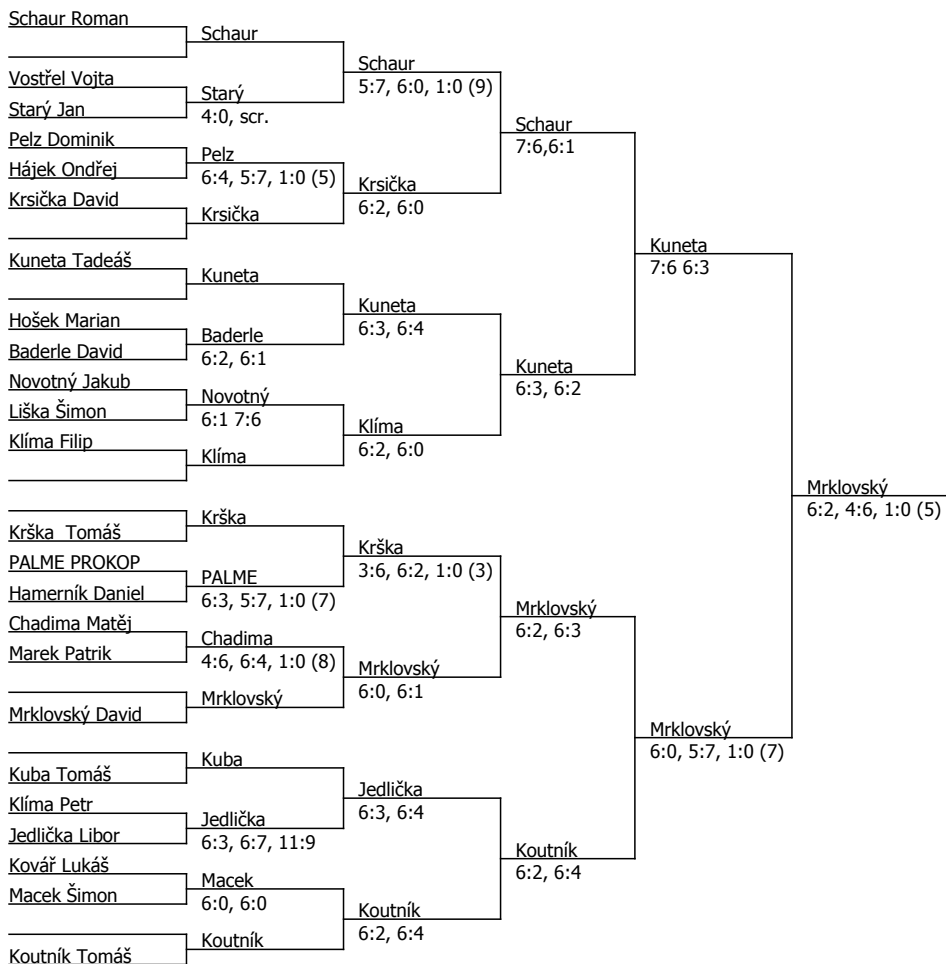 Schaur Roman
Schaur
Schaur
5:7, 6:0, 1:0 (9)
Vostřel Vojta
Starý
4:0, scr.
Starý Jan
Schaur
7:6,6:1
Pelz Dominik
Pelz
6:4, 5:7, 1:0 (5)
Hájek Ondřej
Krsička
6:2, 6:0
Krsička David
Krsička
Kuneta
7:6 6:3
Kuneta Tadeáš
Kuneta
Kuneta
6:3, 6:4
Hošek Marian
Baderle
6:2, 6:1
Baderle David
Kuneta
6:3, 6:2
Novotný Jakub
Novotný
6:1 7:6
Liška Šimon
Klíma
6:2, 6:0
Klíma Filip
Klíma
Mrklovský
6:2, 4:6, 1:0 (5)
Krška
Krška  Tomáš
Krška
3:6, 6:2, 1:0 (3)
PALME PROKOP
PALME
6:3, 5:7, 1:0 (7)
Hamerník Daniel
Mrklovský
6:2, 6:3
Chadima Matěj
Chadima
4:6, 6:4, 1:0 (8)
Marek Patrik
Mrklovský
6:0, 6:1
Mrklovský
Mrklovský David
Mrklovský
6:0, 5:7, 1:0 (7)
Kuba
Kuba Tomáš
Jedlička
6:3, 6:4
Klíma Petr
Jedlička
6:3, 6:7, 11:9
Jedlička Libor
Koutník
6:2, 6:4
Kovář Lukáš
Macek
6:0, 6:0
Macek Šimon
Koutník
6:2, 6:4
Koutník
Koutník Tomáš